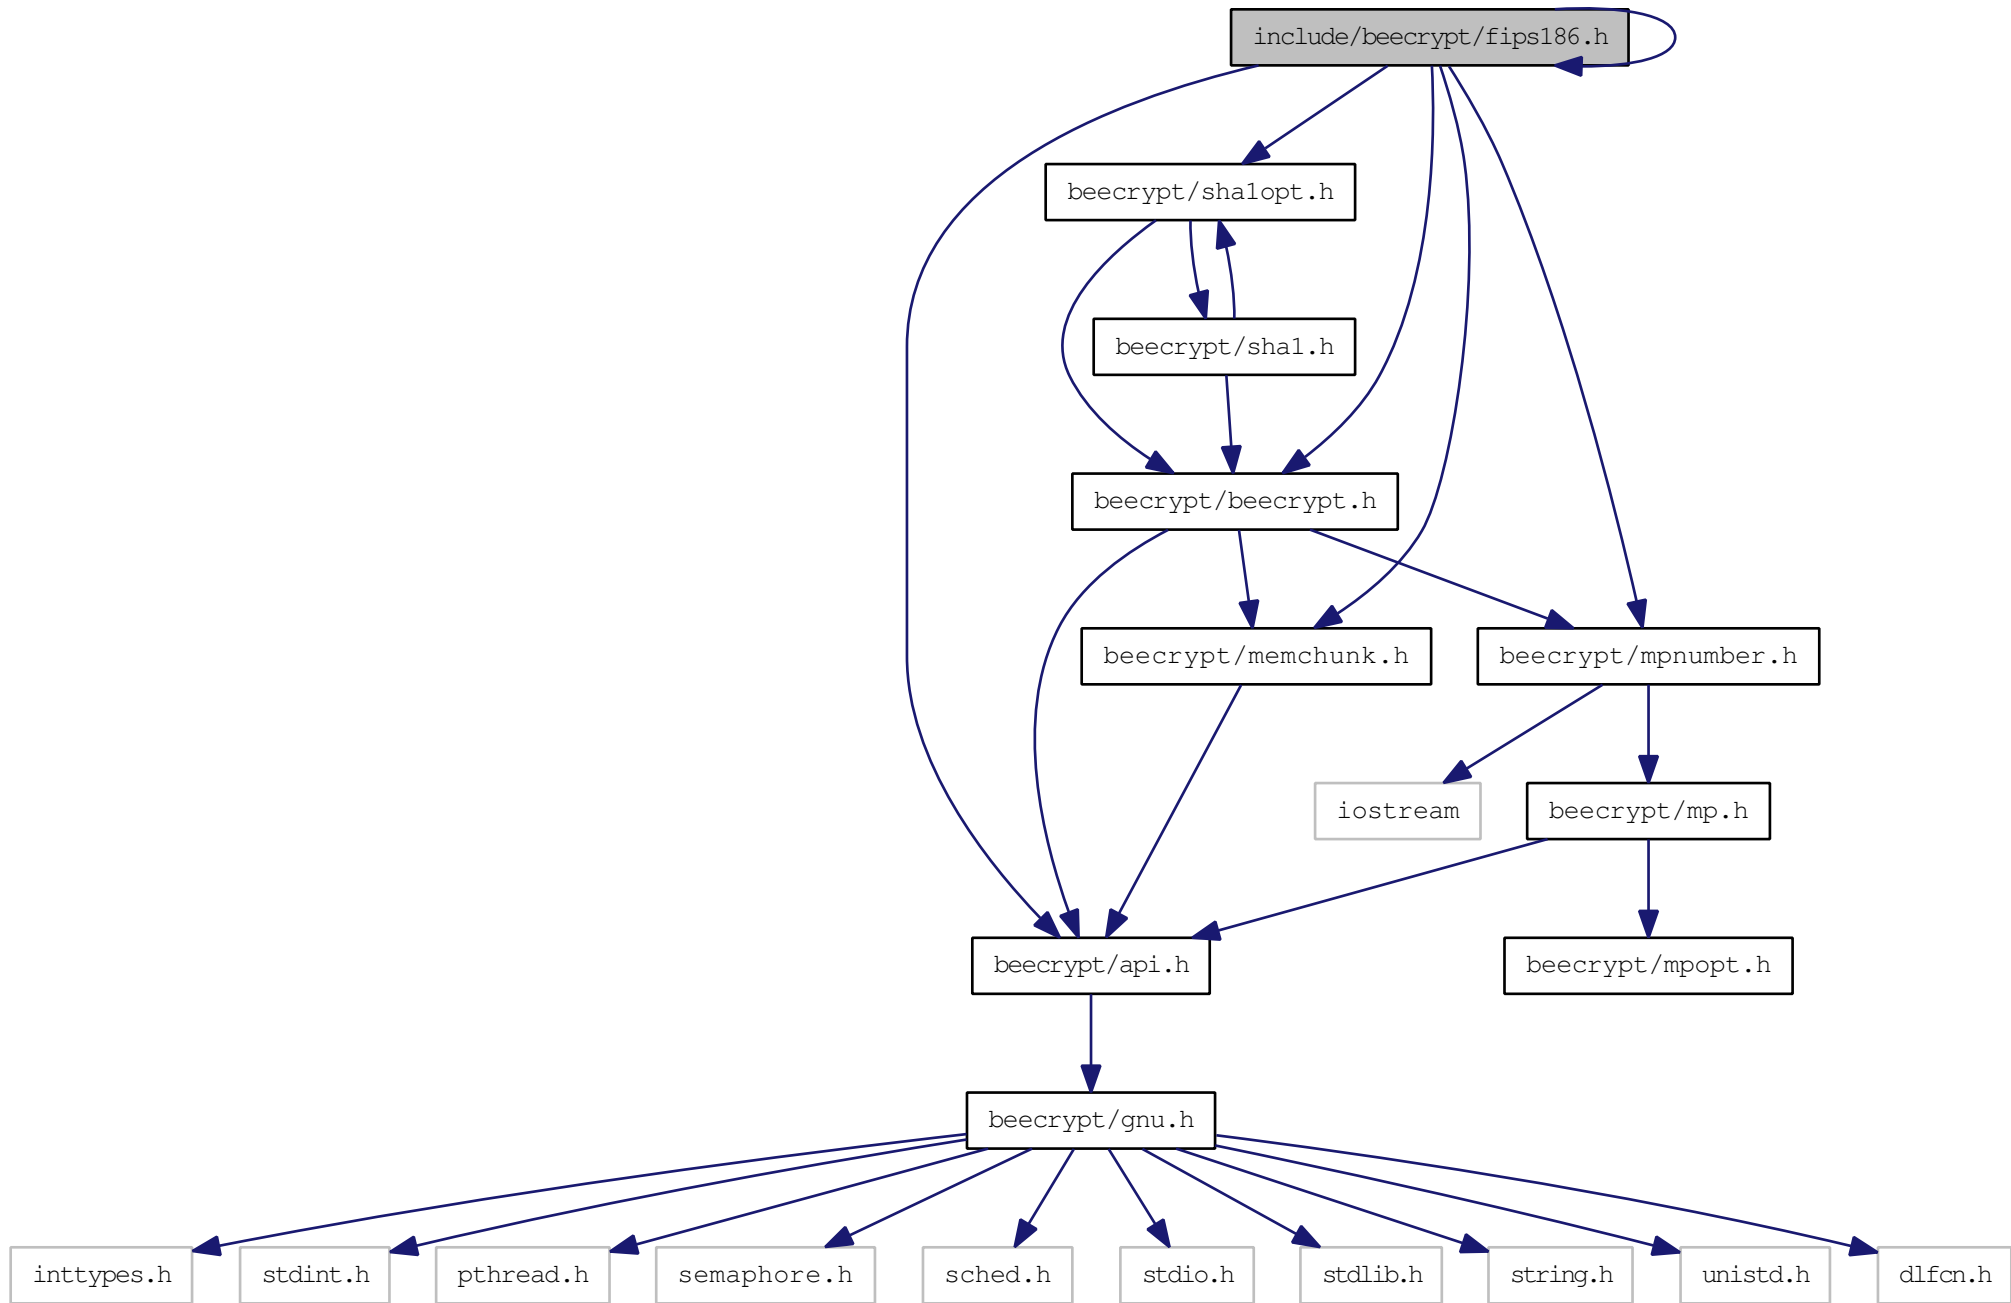 include/beecrypt/fips186.h
beecrypt/sha1opt.h
beecrypt/sha1.h
beecrypt/beecrypt.h
beecrypt/memchunk.h
beecrypt/mpnumber.h
iostream
beecrypt/mp.h
beecrypt/api.h
beecrypt/mpopt.h
beecrypt/gnu.h
inttypes.h
stdint.h
pthread.h
semaphore.h
sched.h
stdio.h
stdlib.h
string.h
unistd.h
dlfcn.h